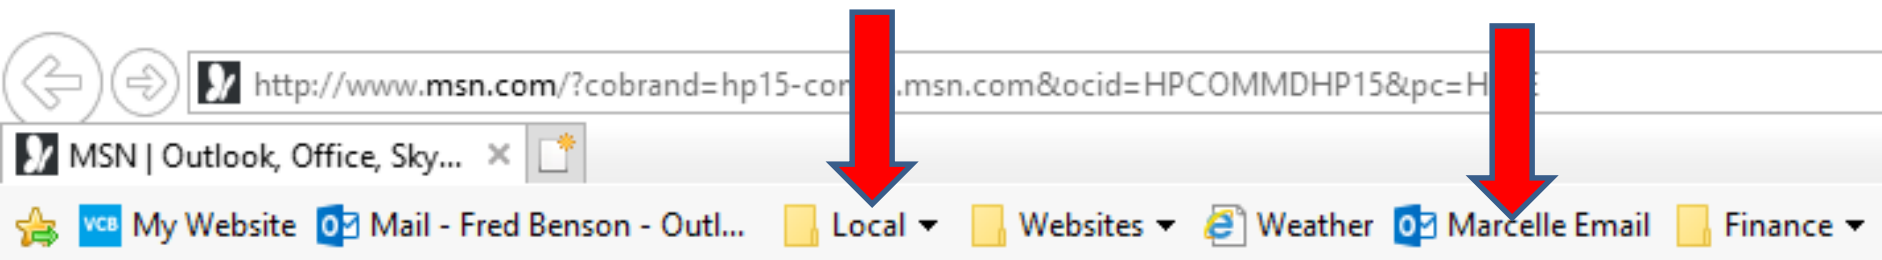 http://www.msn.com/?cobrand=hp15-com .msn.com&ocid=HPCOMMDHP15&pc=H E
MSN | Outlook, Office, Sky...
VCB My Website Mail - Fred Benson - Outl... Local Websites Weather Marcelle Email Finance